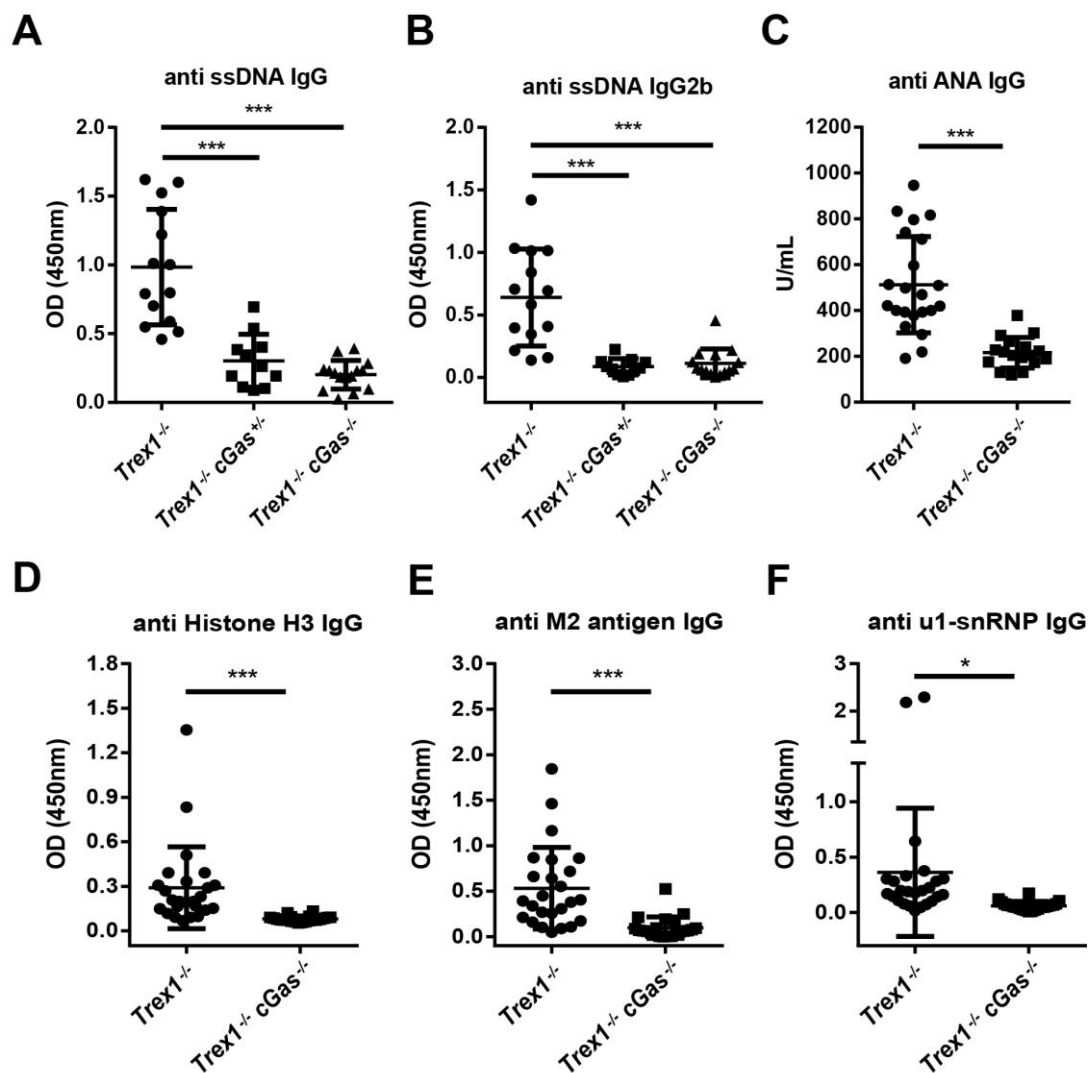 A
anti ssDNA IgG
***
***
2.0
1.5
1.0
0.5
0.0
OD (450nm)
Trex1-/-
Trex1-/- cGas+/-
Trex1-/- cGas-/-
B
anti ssDNA IgG2b
***
***
2.0
1.5
1.0
0.5
0.0
OD (450nm)
Trex1-/-
Trex1-/- cGas+/-
Trex1-/- cGas-/-
C
anti ANA IgG
***
1200
1000
800
600
400
200
0
U/mL
Trex1-/-
Trex1-/- cGas-/-
D
anti Histone H3 IgG
***
1.8
1.5
1.2
0.9
0.6
0.3
0.0
OD (450nm)
Trex1-/-
Trex1-/- cGas-/-
E
anti M2 antigen IgG
***
3.0
2.5
2.0
1.5
1.0
0.5
0.0
OD (450nm)
Trex1-/-
Trex1-/- cGas-/-
F
anti u1-snRNP IgG
*
3
2
1.0
0.5
0.0
OD (450nm)
Trex1-/-
Trex1-/- cGas-/-